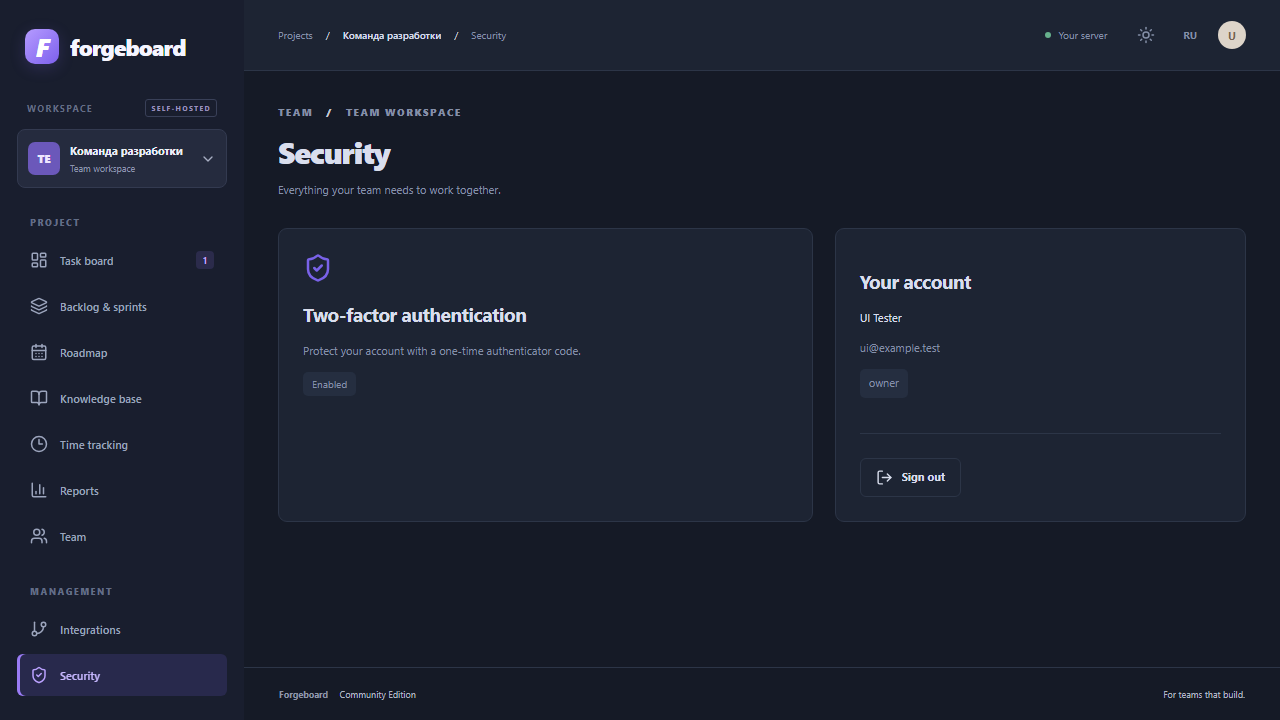 F forgeboard
WORKSPACE SELF-HOSTED
TE Команда разработки
Team workspace
PROJECT
Task board 1
Backlog & sprints
Roadmap
Knowledge base
Time tracking
Reports
Team
MANAGEMENT
Integrations
Security
Projects / Команда разработки / Security
Your server RU U
TEAM / TEAM WORKSPACE
Security
Everything your team needs to work together.
Two-factor authentication
Protect your account with a one-time authenticator code.
Enabled
Your account
UI Tester
ui@example.test
owner
Sign out
Forgeboard Community Edition
For teams that build.